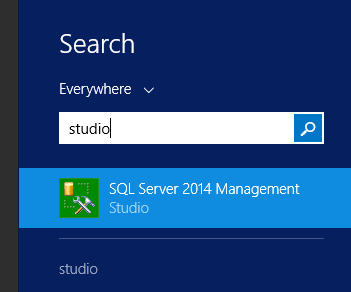 Search
Everywhere
studio
SQL Server 2014 Management
Studio
studio